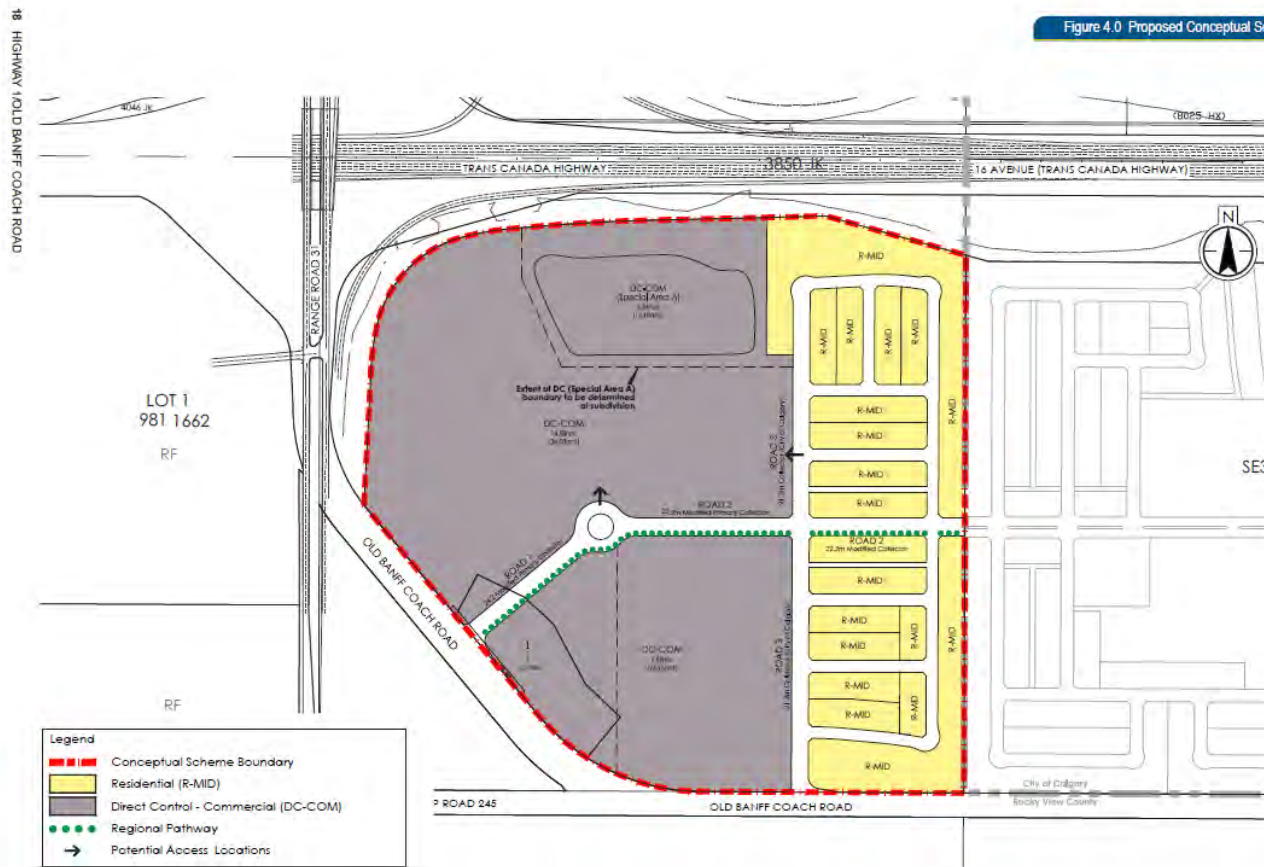 18 HIGHWAY 1/OLD BANFF COACH ROAD
Figure 4.0 Proposed Conceptual
4046 JK
(8025 HX)
TRANS CANADA HIGHWAY
3850 JK
16 AVENUE (TRANS CANADA HIGHWAY)
N
RANGE ROAD 31
R-MID
DC-COM
(Special Area A)
R-MID
R-MID
R-MID
R-MID
Extent of DC (Special Area A)
boundary to be determined
at subdivision
LOT 1
981 1662
RF
DC-COM
R-MID
R-MID
R-MID
ROAD 3
R-MID
R-MID
SE3
ROAD 2
ROAD 2
22.2m Modified Collector
R-MID
OLD BANFF COACH ROAD
ROAD 1
1
DC-COM
ROAD 3
R-MID
R-MID
R-MID
R-MID
R-MID
R-MID
R-MID
R-MID
RF
City of Calgary
Rocky View County
P ROAD 245
OLD BANFF COACH ROAD
Legend
Conceptual Scheme Boundary
Residential (R-MID)
Direct Control - Commercial (DC-COM)
Regional Pathway
Potential Access Locations